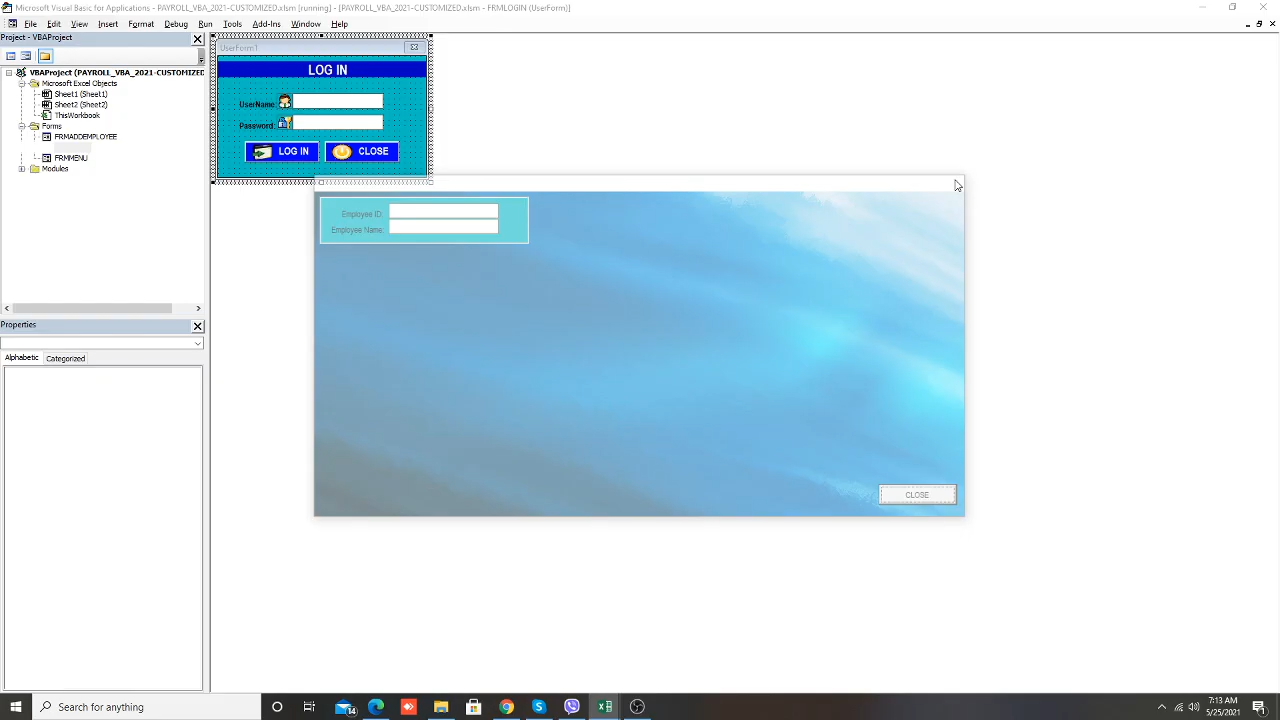 Microsoft Visual Basic for Applications - PAYROLL_VBA_2021-CUSTOMIZED.xlsm [running] - [PAYROLL_VBA_2021-CUSTOMIZED.xlsm - FRMLOGIN (UserForm)]
File Edit View Insert Format Debug Run Tools Add-Ins Window Help
Project - VBAProject
VBAProject (PAYROLL_VBA_2021-CUSTOMIZED
Microsoft Excel Objects
Sheet1 (Sheet1)
Sheet2 (Sheet2)
ThisWorkbook
Forms
FRMADDEMPLOYEE
FRMMENU
Modules
Properties
Alphabetic Categorized
UserForm1
LOG IN
UserName:
Password:
LOG IN CLOSE
Employee ID:
Employee Name:
CLOSE
Search for anything
14
7:13 AM
5/25/2021